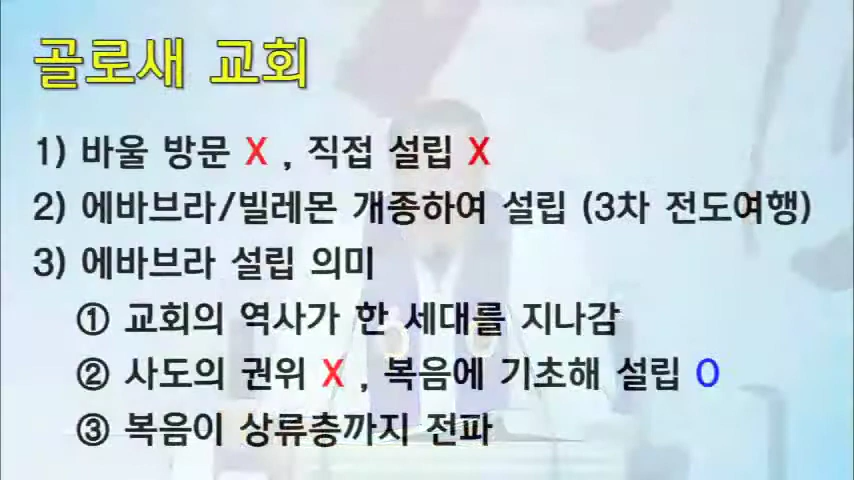 골로새 교회
1) 바울 방문 X , 직접 설립 X
2) 에바브라/빌레몬 개종하여 설립 (3차 전도여행)
3) 에바브라 설립 의미
① 교회의 역사가 한 세대를 지나감
② 사도의 권위 X , 복음에 기초해 설립 O
③ 복음이 상류층까지 전파